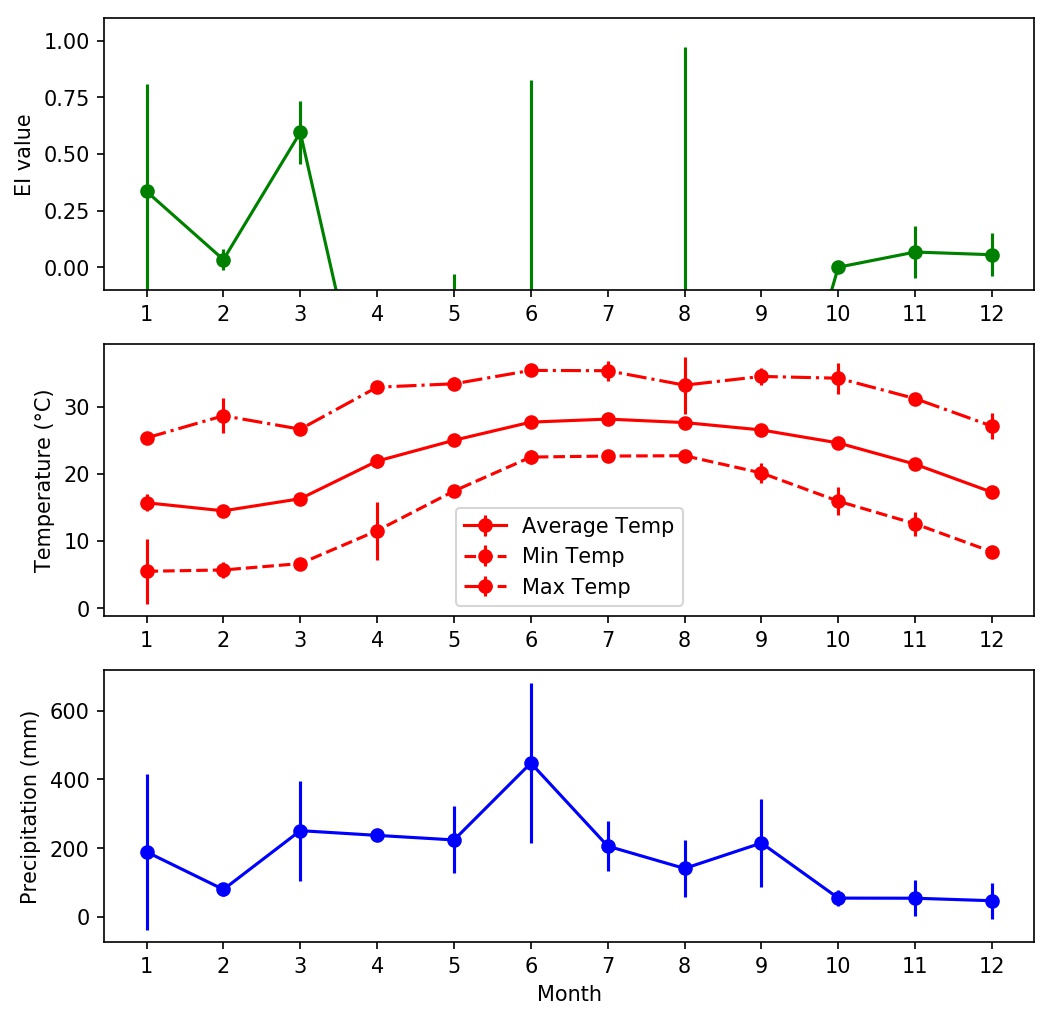 EI value
1.00
0.75
0.50
0.25
0.00
1 2 3 4 5 6 7 8 9 10 11 12
Temperature (°C)
30
20
10
0
Average Temp
Min Temp
Max Temp
1 2 3 4 5 6 7 8 9 10 11 12
Precipitation (mm)
600
400
200
0
1 2 3 4 5 6 7 8 9 10 11 12
Month